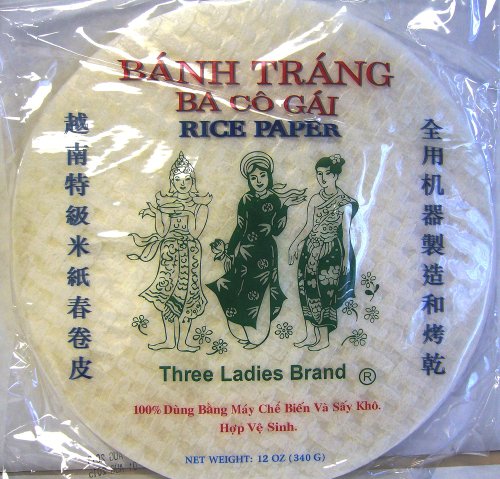 BÁNH TRÁNG
BA CÔ GÁI
RICE PAPER
越南特級米紙春卷皮
全用机器製造和烤乾
Three Ladies Brand ®
100% Dùng Bằng Máy Chế Biến Và Sấy Khô.
Hợp Vệ Sinh.
NET WEIGHT: 12 OZ (340 G)